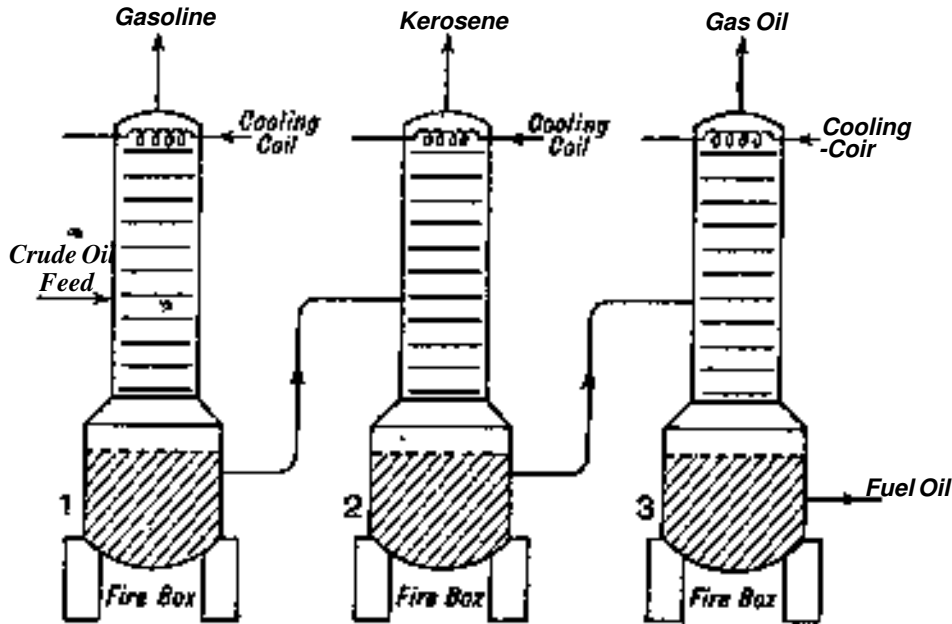 Gasoline
Kerosene
Gas Oil
Cooling
Coil
Cooling
Coil
Cooling
-Coir
Crude Oil
Feed
1
2
3
Fuel Oil
Fire Box
Fire Box
Fire Box